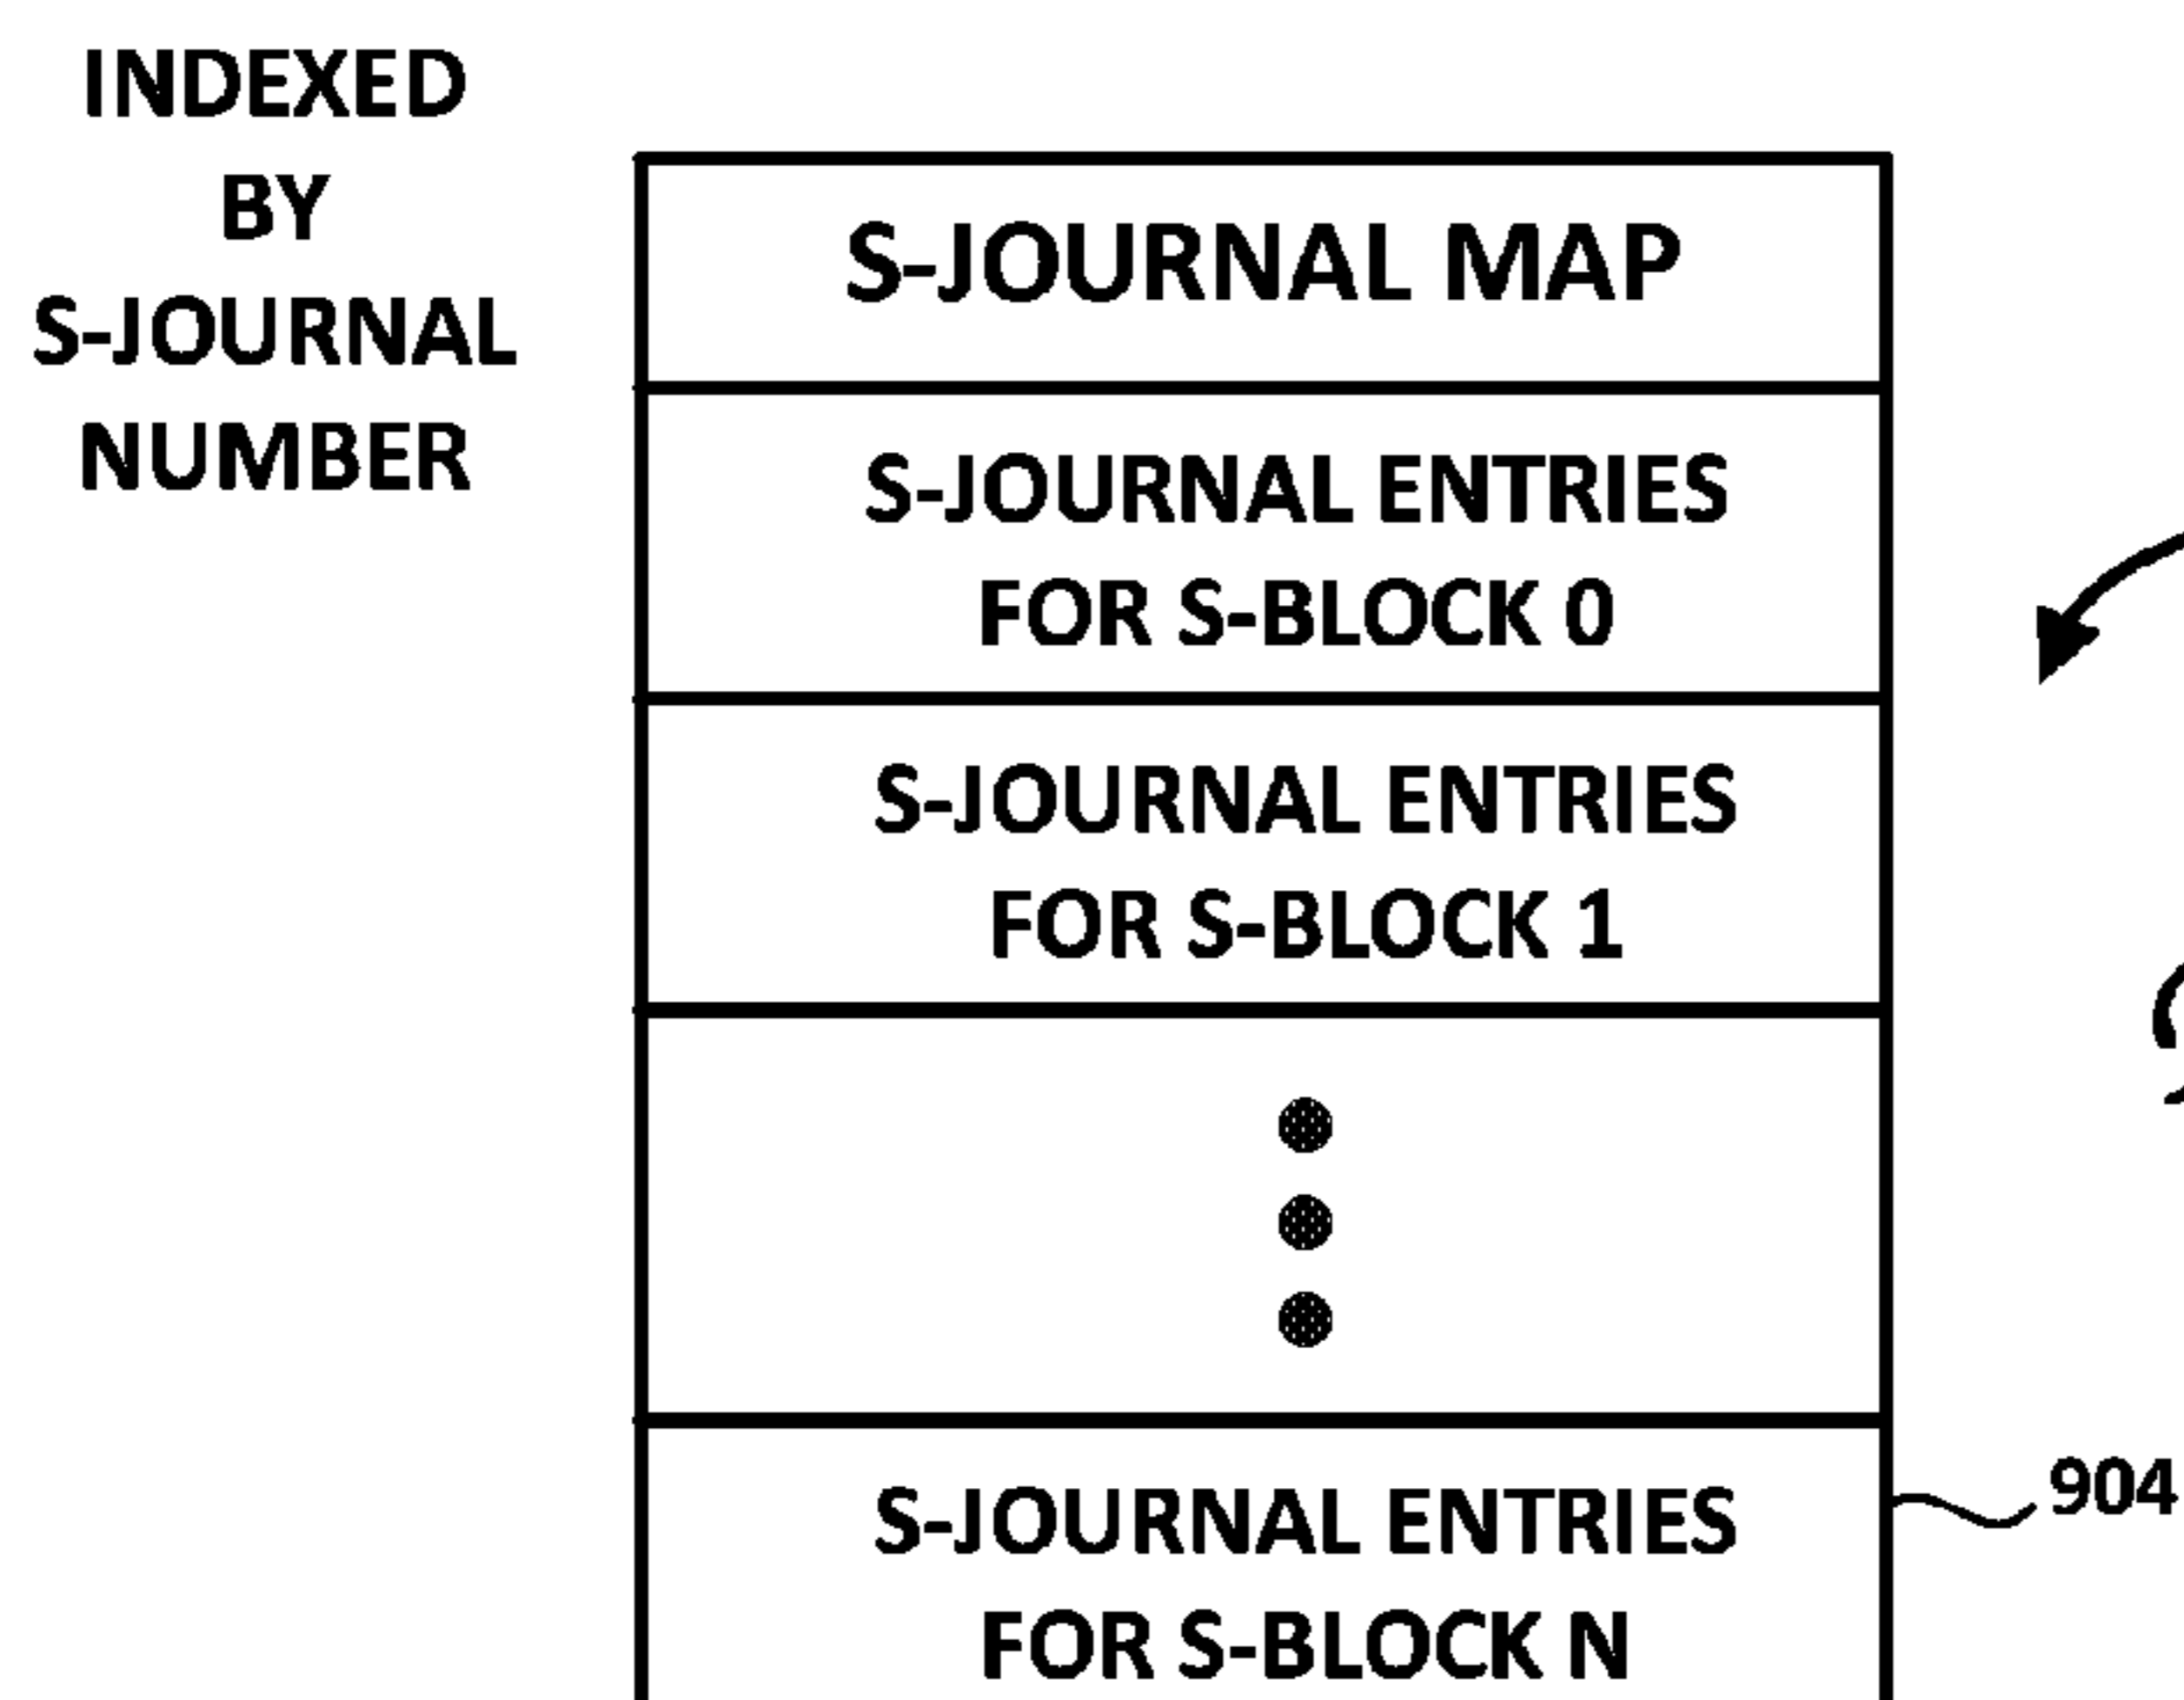 INDEXED
BY
S-JOURNAL
NUMBER
S-JOURNAL MAP
S-JOURNAL ENTRIES
FOR S-BLOCK 0
S-JOURNAL ENTRIES
FOR S-BLOCK 1
S-JOURNAL ENTRIES
FOR S-BLOCK N
904